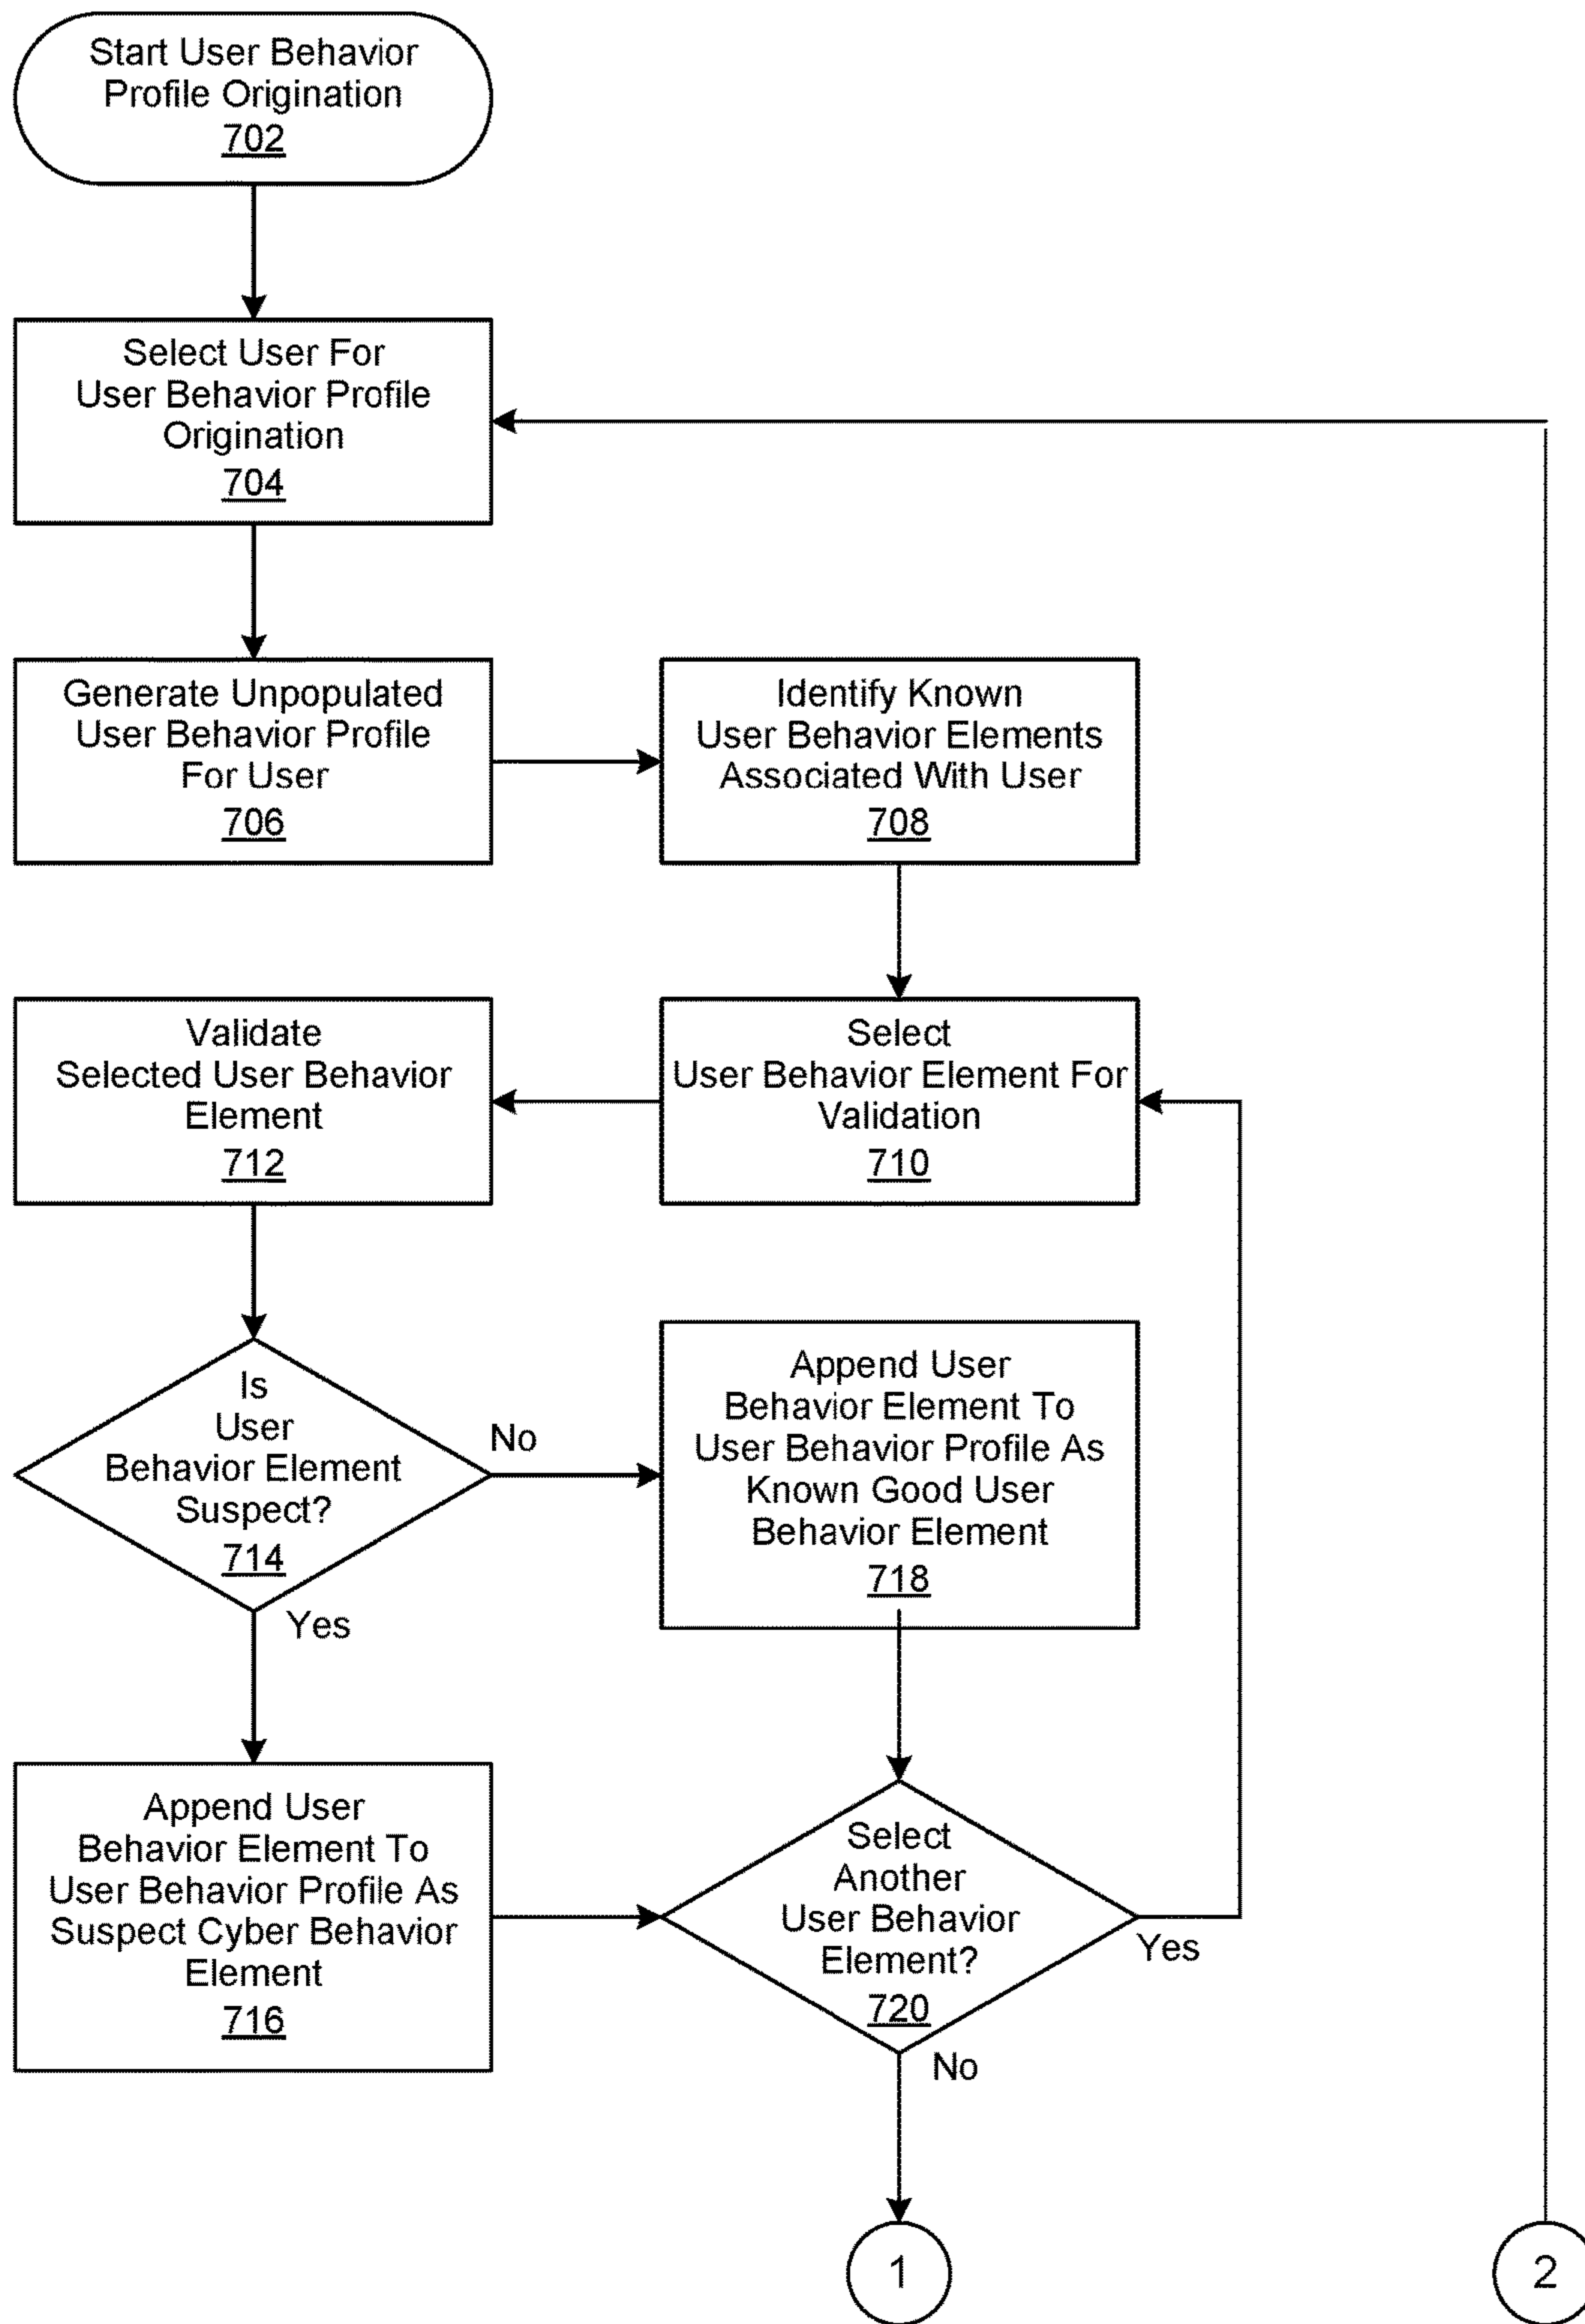 Start User Behavior
Profile Origination
702
Select User For
User Behavior Profile
Origination
704
Generate Unpopulated
User Behavior Profile
For User
706
Identify Known
User Behavior Elements
Associated With User
708
Validate
Selected User Behavior
Element
712
Select
User Behavior Element For
Validation
710
Is
User
Behavior Element
Suspect?
714
No
Yes
Append User
Behavior Element To
User Behavior Profile As
Known Good User
Behavior Element
718
Append User
Behavior Element To
User Behavior Profile As
Suspect Cyber Behavior
Element
716
Select
Another
User Behavior
Element?
720
Yes
No
1
2